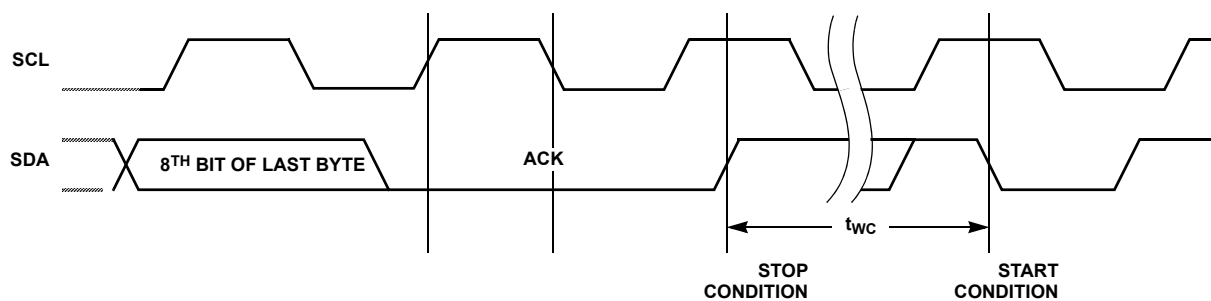 SCL
SDA
8TH BIT OF LAST BYTE
ACK
tWC
STOP
CONDITION
START
CONDITION